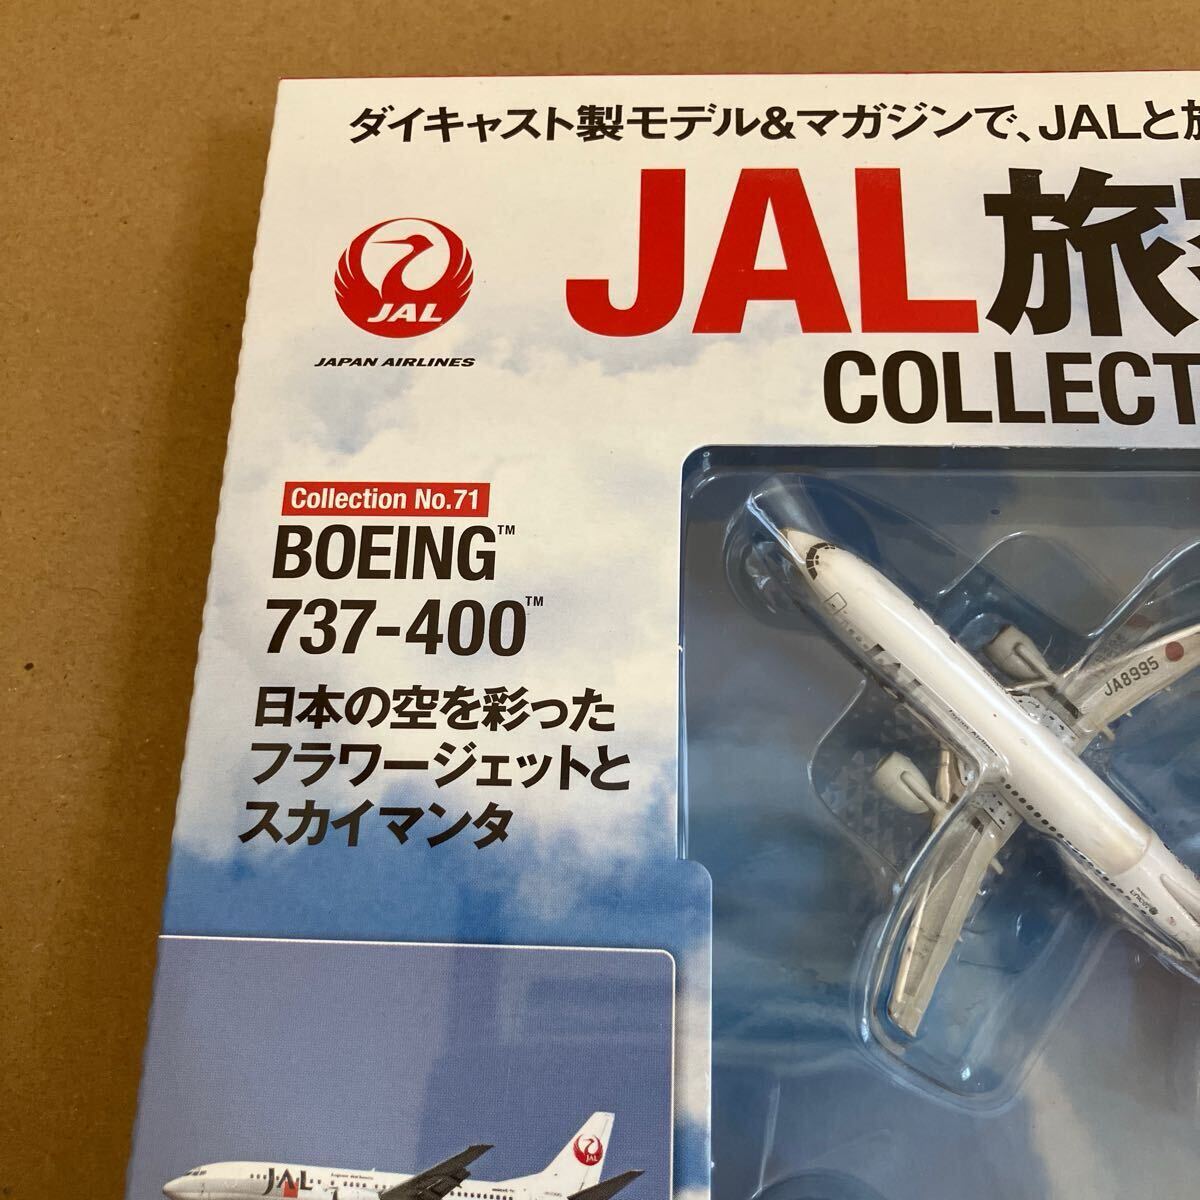 ダイキャスト製モデル&マガジンで、JALと旅
JAL旅客
COLLECT
JAL
JAPAN AIRLINES
Collection No.71
BOEING™
737-400™
日本の空を彩った
フラワージェットと
スカイマンタ
JA8995
JAL
JAL